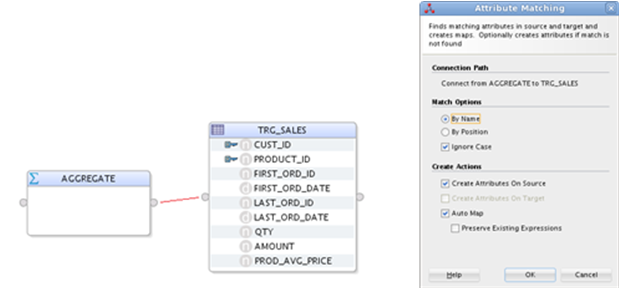 AGGREGATE
TRG_SALES
CUST_ID
PRODUCT_ID
FIRST_ORD_ID
FIRST_ORD_DATE
LAST_ORD_ID
LAST_ORD_DATE
QTY
AMOUNT
PROD_AVG_PRICE
Attribute Matching
Finds matching attributes in source and target and
creates maps. Optionally creates attributes if match is
not found
Connection Path
Connect from AGGREGATE to TRG_SALES
Match Options
By Name
By Position
Ignore Case
Create Actions
Create Attributes On Source
Create Attributes On Target
Auto Map
Preserve Existing Expressions
Help
OK
Cancel